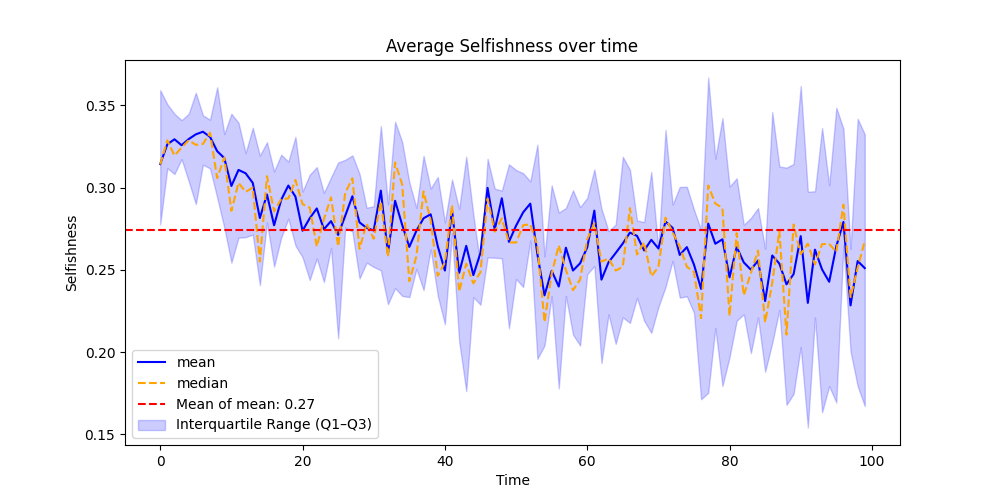 Average Selfishness over time
Selfishness
0.35
0.30
0.25
0.20
0.15
mean
median
Mean of mean: 0.27
Interquartile Range (Q1–Q3)
0
20
40
60
80
100
Time